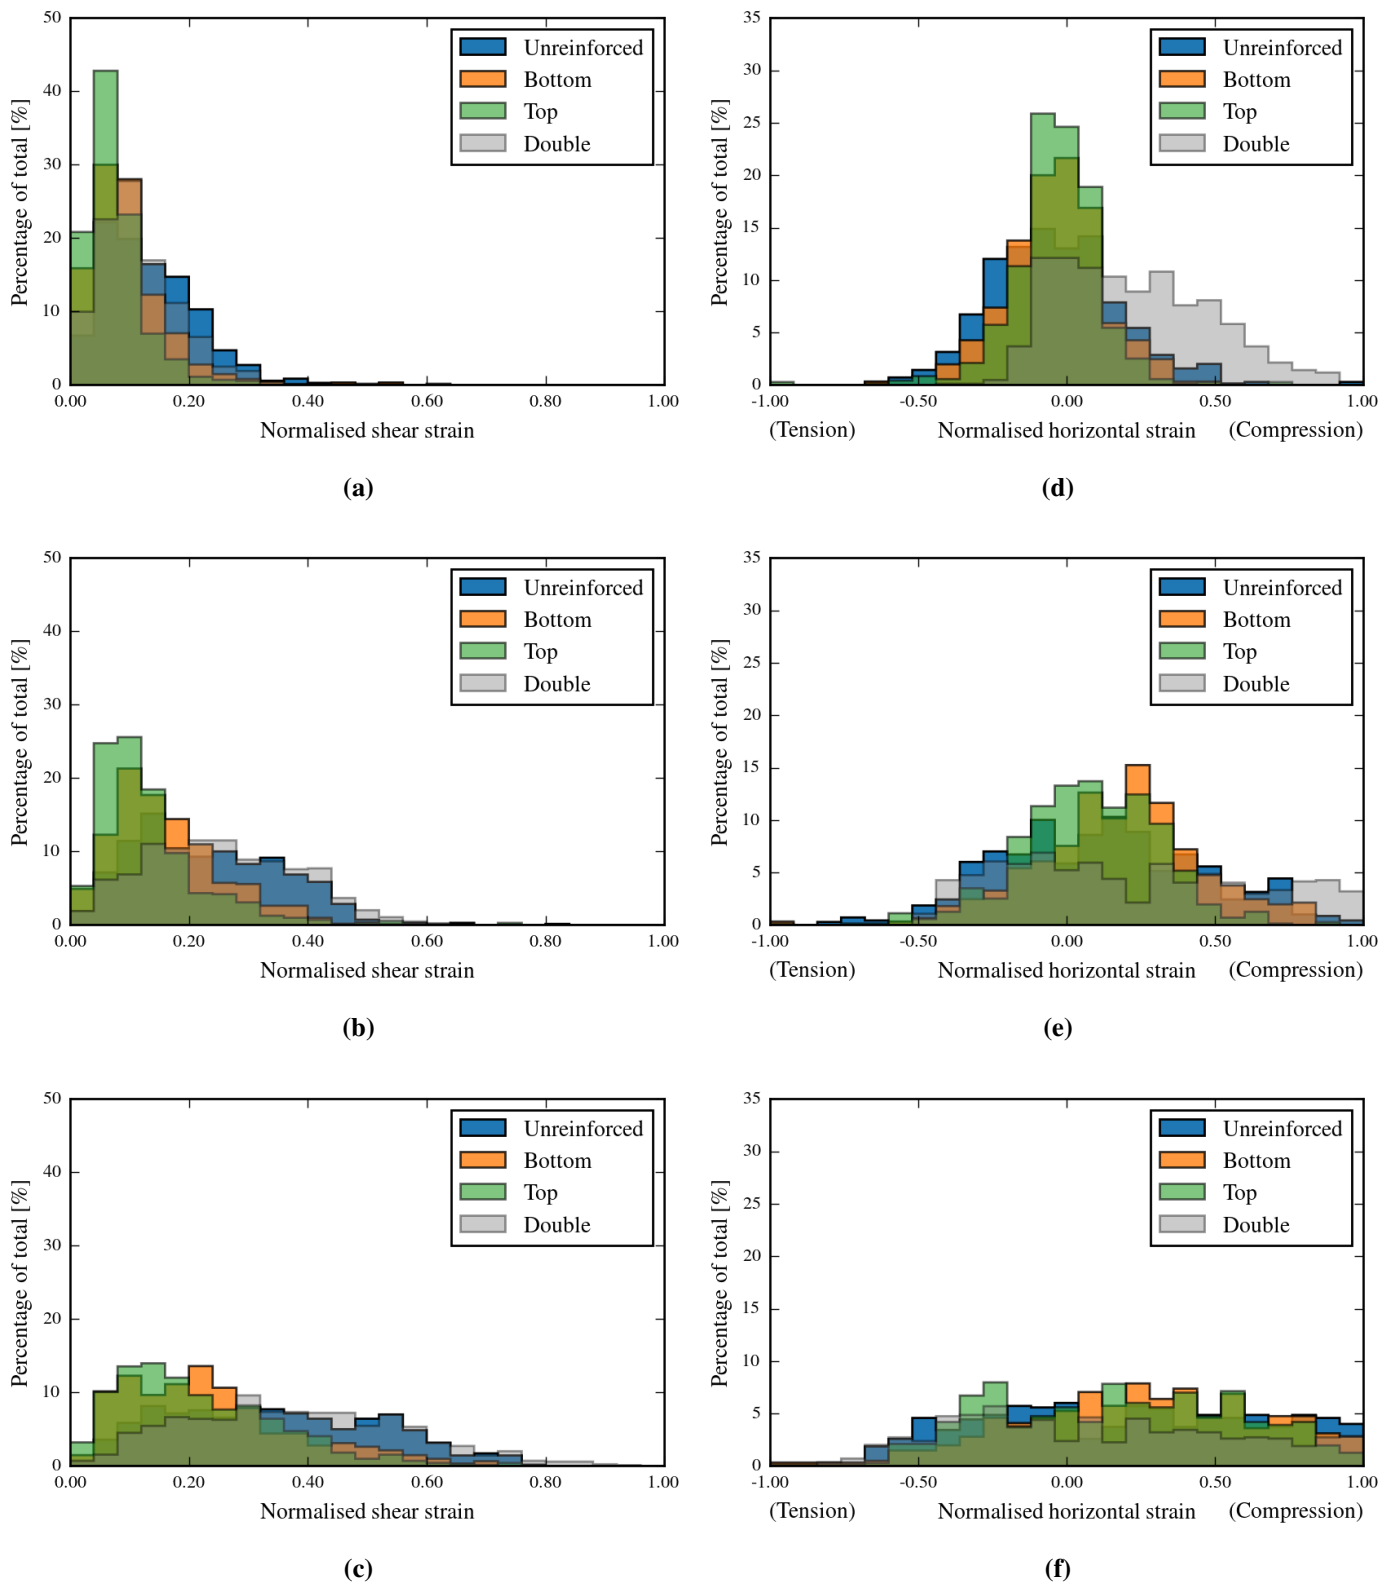 50
40
30
20
10
0
Percentage of total [%]
Unreinforced
Bottom
Top
Double
0.00 0.20 0.40 0.60 0.80 1.00
Normalised shear strain
(a)
35
30
25
20
15
10
5
0
Percentage of total [%]
Unreinforced
Bottom
Top
Double
-1.00 -0.50 0.00 0.50 1.00
(Tension) Normalised horizontal strain (Compression)
(d)
50
40
30
20
10
0
Percentage of total [%]
Unreinforced
Bottom
Top
Double
0.00 0.20 0.40 0.60 0.80 1.00
Normalised shear strain
(b)
35
30
25
20
15
10
5
0
Percentage of total [%]
Unreinforced
Bottom
Top
Double
-1.00 -0.50 0.00 0.50 1.00
(Tension) Normalised horizontal strain (Compression)
(e)
50
40
30
20
10
0
Percentage of total [%]
Unreinforced
Bottom
Top
Double
0.00 0.20 0.40 0.60 0.80 1.00
Normalised shear strain
(c)
35
30
25
20
15
10
5
0
Percentage of total [%]
Unreinforced
Bottom
Top
Double
-1.00 -0.50 0.00 0.50 1.00
(Tension) Normalised horizontal strain (Compression)
(f)